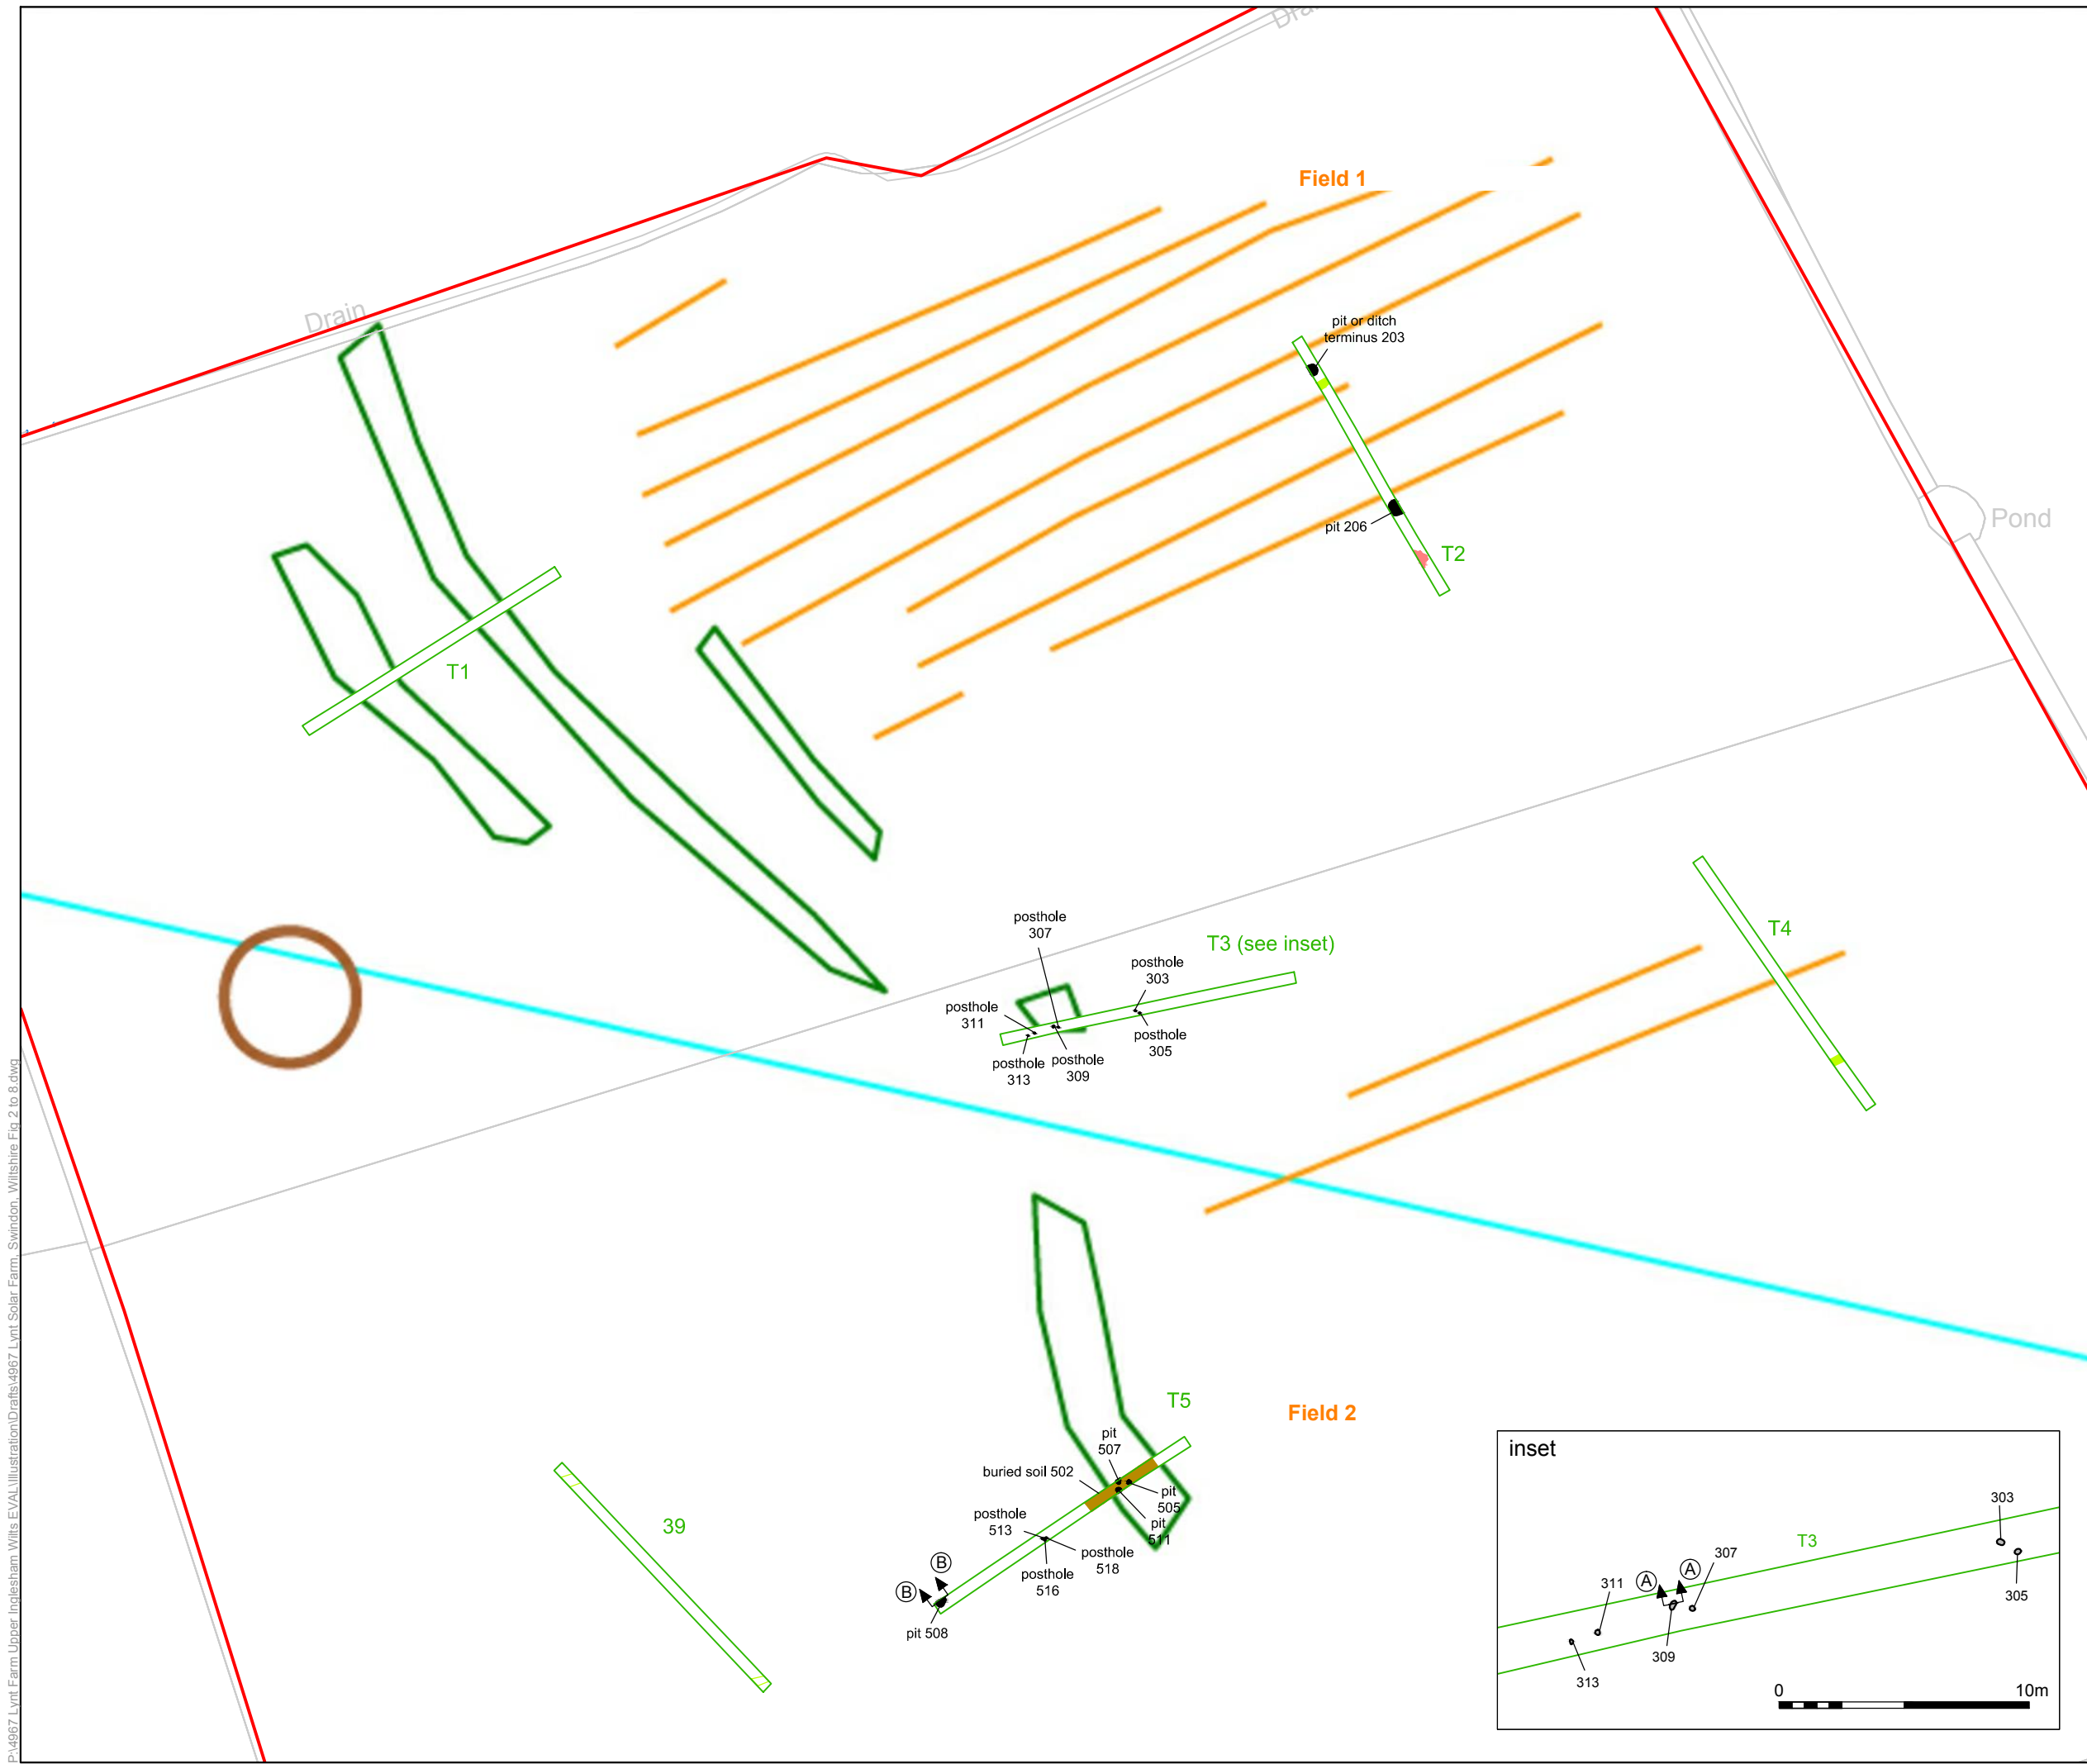 Drain
Field 1
Drain
pit or ditch
terminus 203
pit 206
T2
Pond
T1
posthole
307
T3 (see inset)
T4
posthole
303
posthole
311
posthole
305
posthole
309
posthole
313
T5
Field 2
pit
507
buried soil 502
pit
505
pit
511
posthole
513
posthole
518
posthole
516
39
B
B
pit 508
inset
303
T3
307
A
A
311
305
309
313
0 10m
P:\4967 Lynt Farm Upper Inglesham Wilts EVAL\Illustration\Drafts\4967 Lynt Solar Farm, Swindon, Wiltshire Fig 2 to 8.dwg